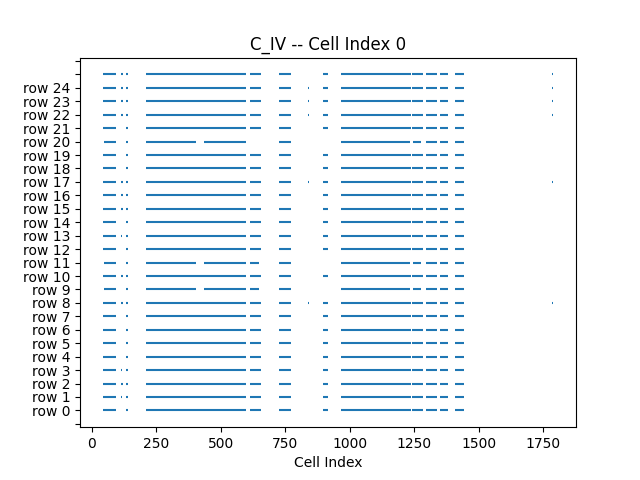 C_IV -- Cell Index 0
row 24
row 23
row 22
row 21
row 20
row 19
row 18
row 17
row 16
row 15
row 14
row 13
row 12
row 11
row 10
row 9
row 8
row 7
row 6
row 5
row 4
row 3
row 2
row 1
row 0
0 250 500 750 1000 1250 1500 1750
Cell Index